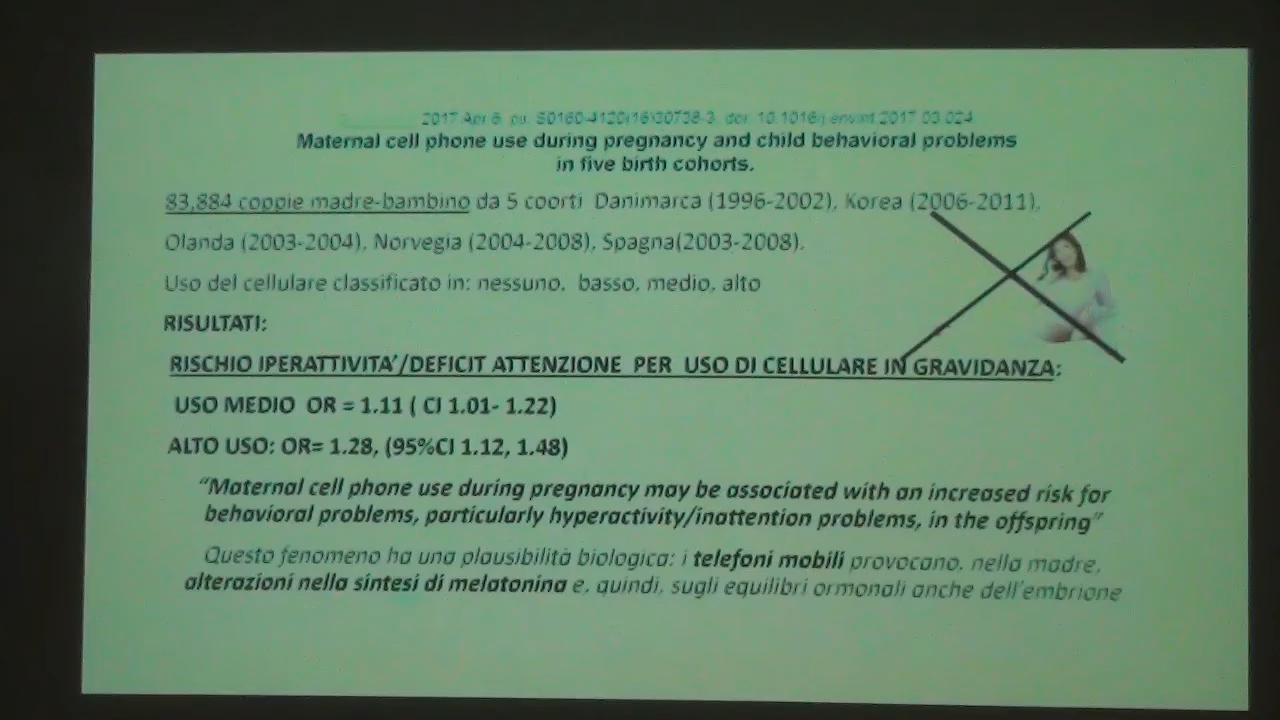 2017 Apr 6. pii: S0160-4120(16)30738-3. doi: 10.1016/j.envint.2017.03.024.
Maternal cell phone use during pregnancy and child behavioral problems
in five birth cohorts.
83,884 coppie madre-bambino da 5 coorti Danimarca (1996-2002), Korea (2006-2011),
Olanda (2003-2004), Norvegia (2004-2008), Spagna(2003-2008).
Uso del cellulare classificato in: nessuno, basso, medio, alto
RISULTATI:
RISCHIO IPERATTIVITA'/DEFICIT ATTENZIONE PER USO DI CELLULARE IN GRAVIDANZA:
USO MEDIO OR = 1.11 ( CI 1.01- 1.22)
ALTO USO: OR= 1.28, (95%CI 1.12, 1.48)
"Maternal cell phone use during pregnancy may be associated with an increased risk for
behavioral problems, particularly hyperactivity/inattention problems, in the offspring"
Questo fenomeno ha una plausibilità biologica: i telefoni mobili provocano, nella madre,
alterazioni nella sintesi di melatonina e, quindi, sugli equilibri ormonali anche dell'embrione